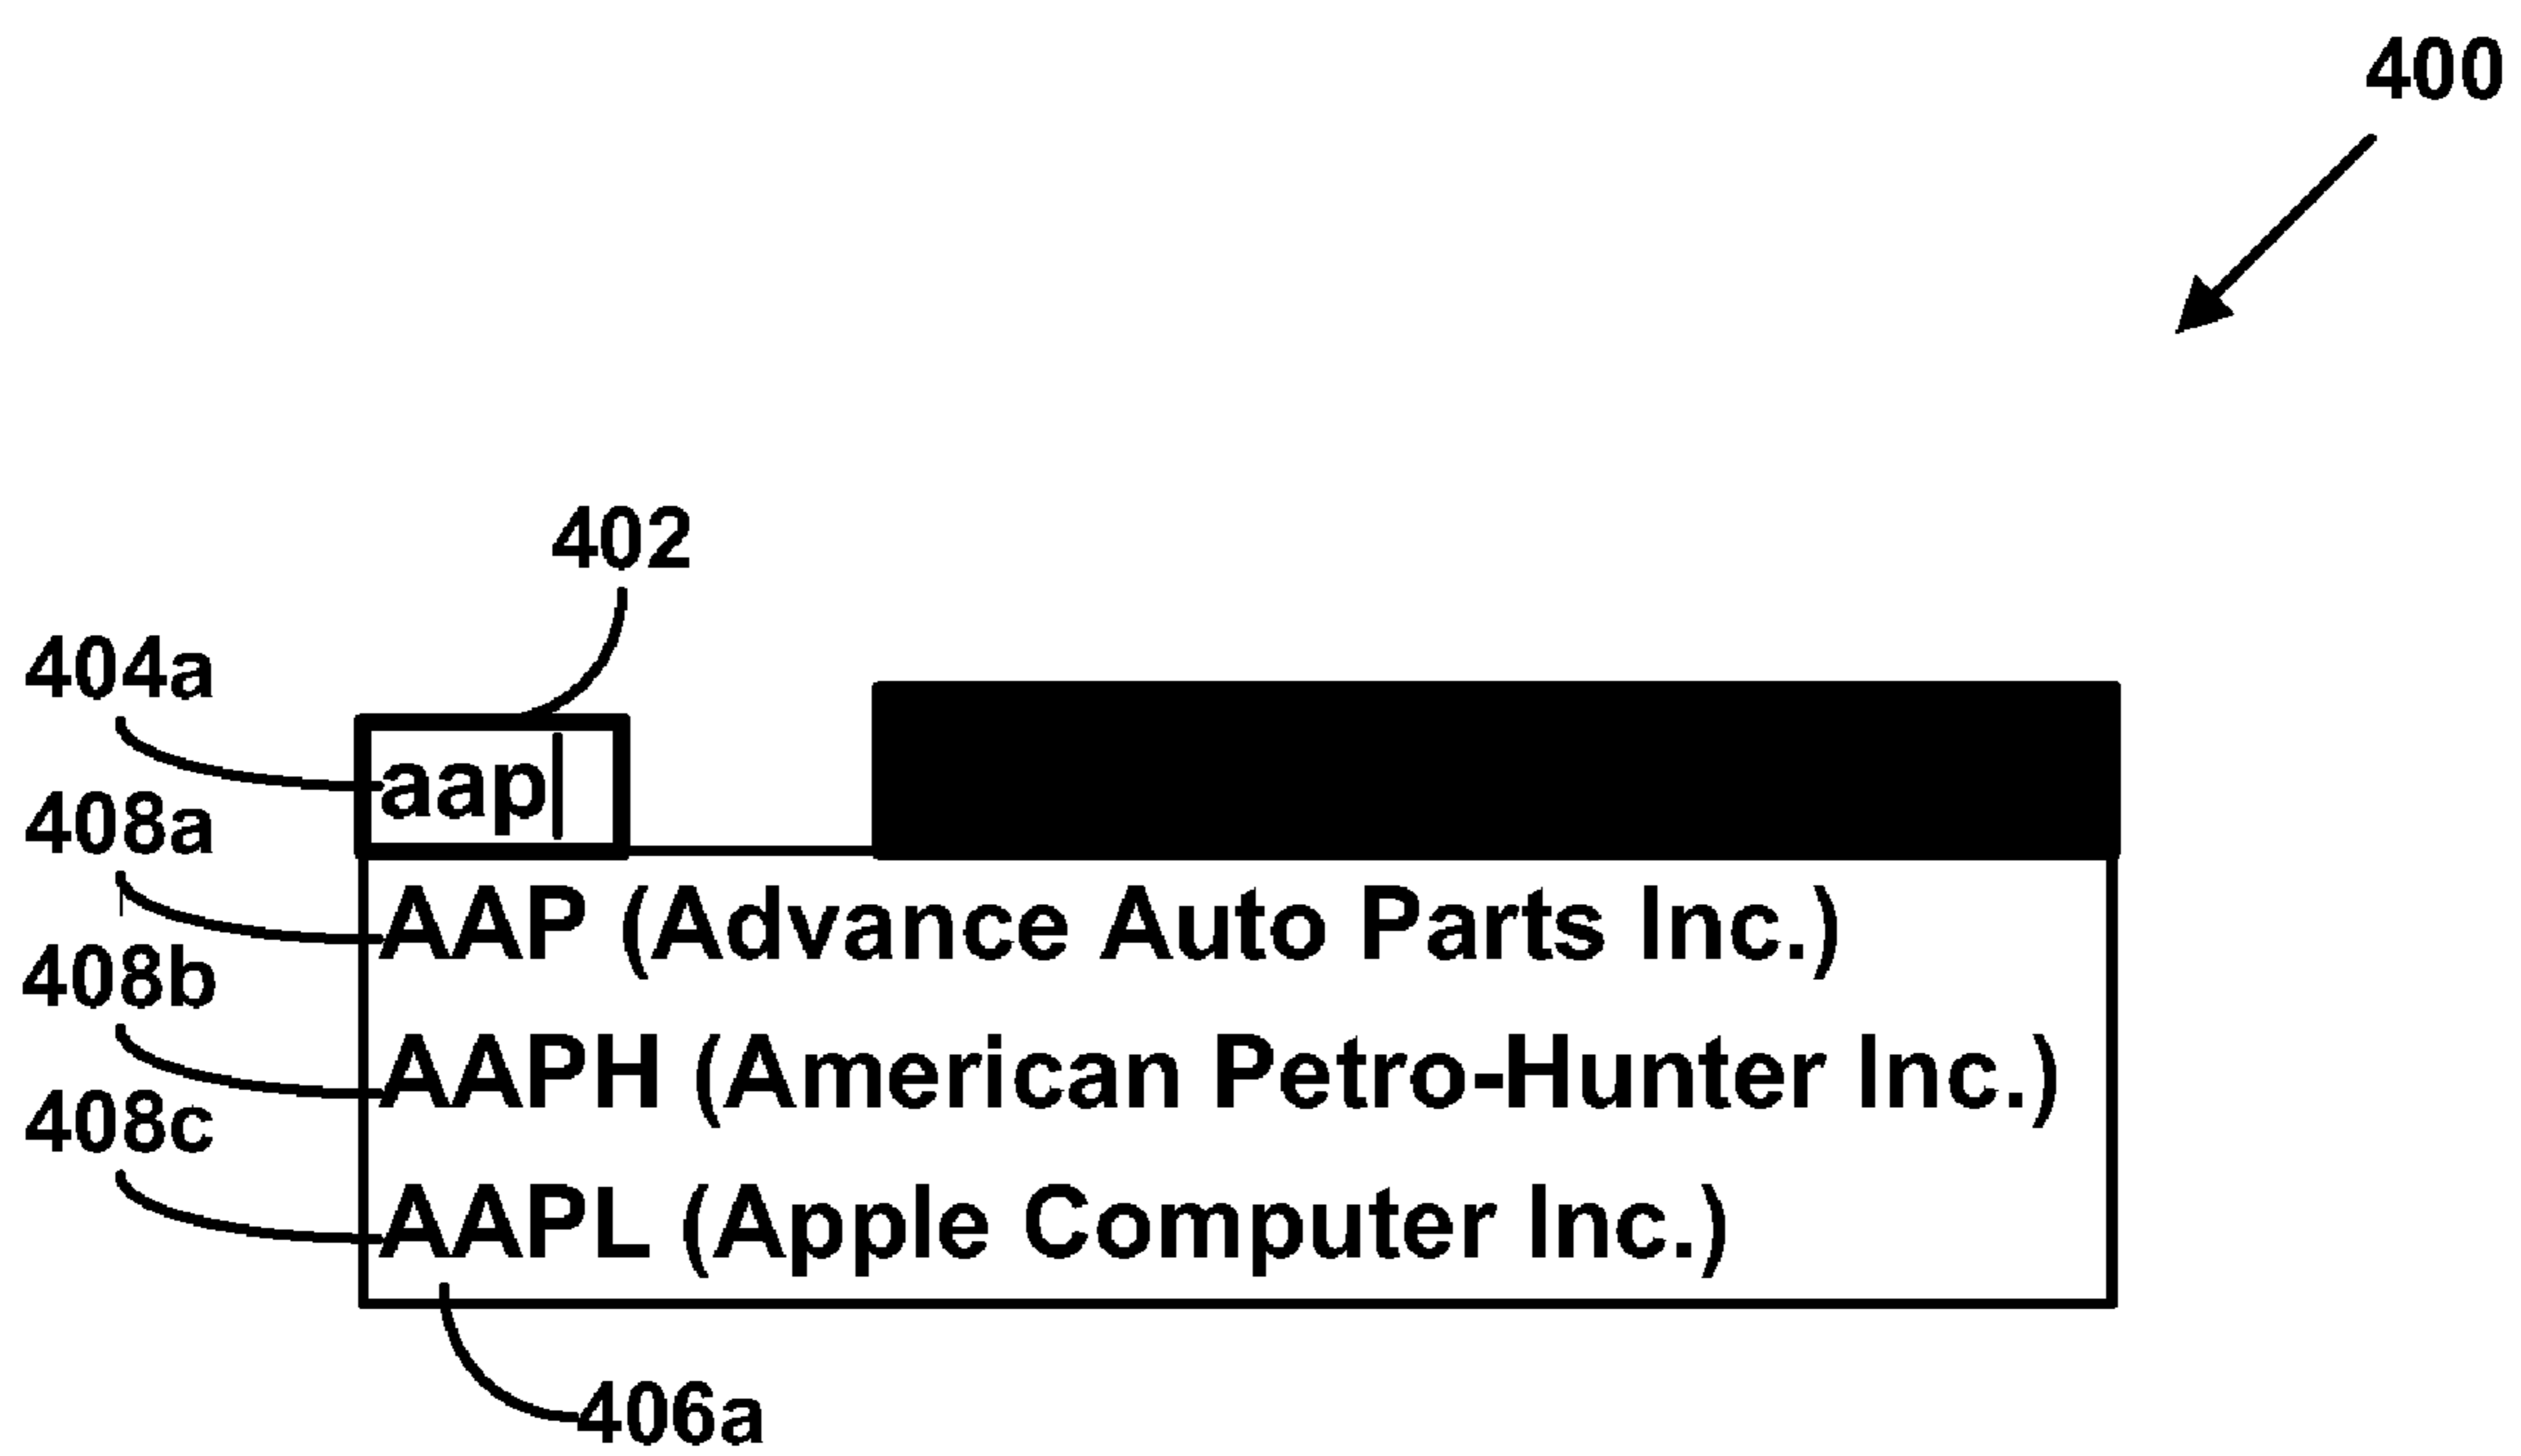 400
402
404a
aap
408a
AAP (Advance Auto Parts Inc.)
408b
AAPH (American Petro-Hunter Inc.)
408c
AAPL (Apple Computer Inc.)
406a